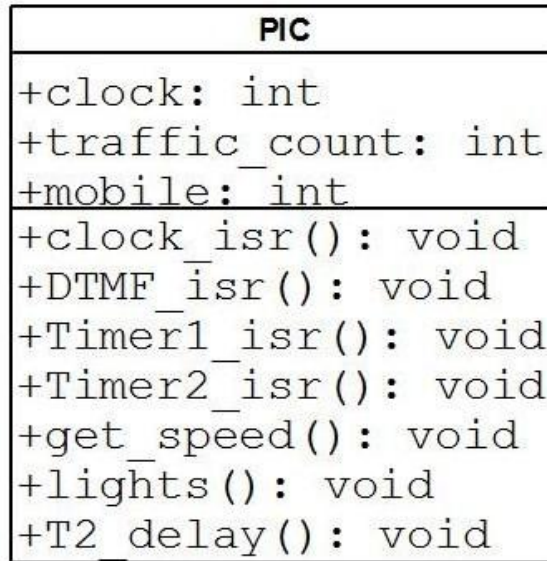 PIC
+clock: int
+traffic_count: int
+mobile: int
+clock_isr(): void
+DTMF_isr(): void
+Timer1_isr(): void
+Timer2_isr(): void
+get_speed(): void
+lights(): void
+T2_delay(): void